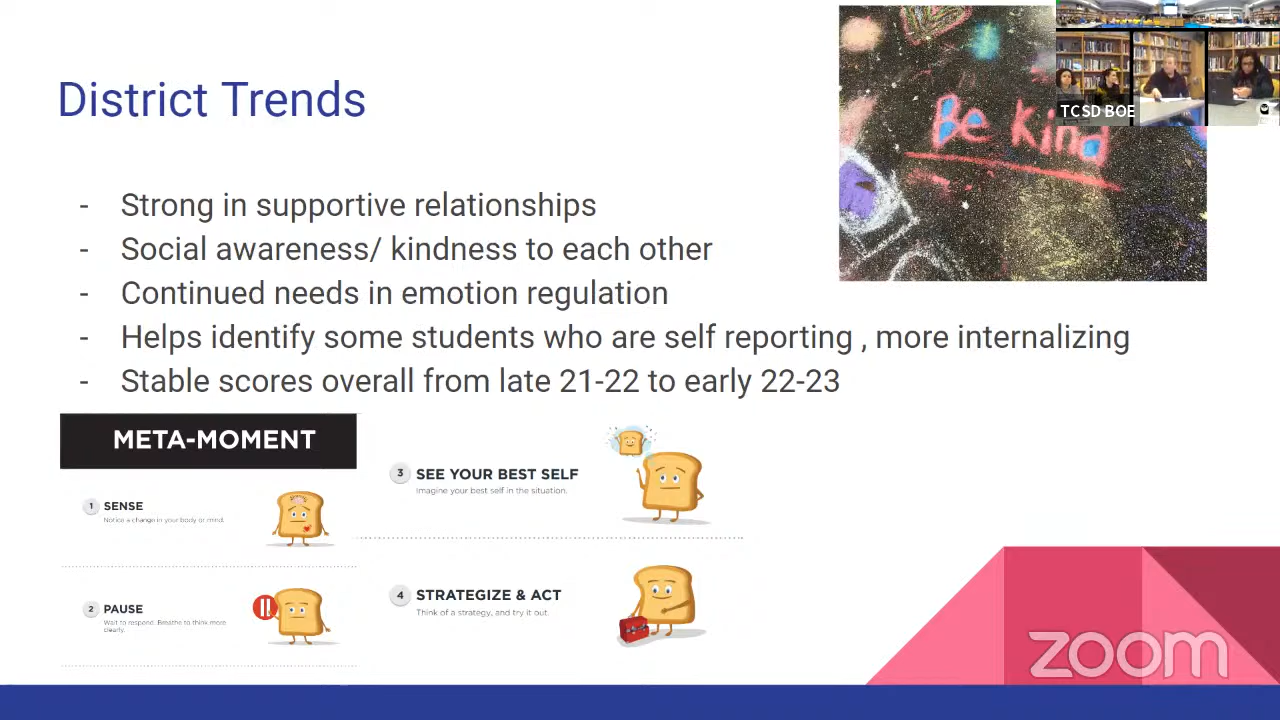 District Trends
Be Kind
TCSD BOE
- Strong in supportive relationships
- Social awareness/ kindness to each other
- Continued needs in emotion regulation
- Helps identify some students who are self reporting , more internalizing
- Stable scores overall from late 21-22 to early 22-23
META-MOMENT
1 SENSE
Notice a change in your body or mind.
2 PAUSE
Wait to respond. Breathe to think more
clearly.
3 SEE YOUR BEST SELF
Imagine your best self in the situation.
4 STRATEGIZE & ACT
Think of a strategy, and try it out.
zoom